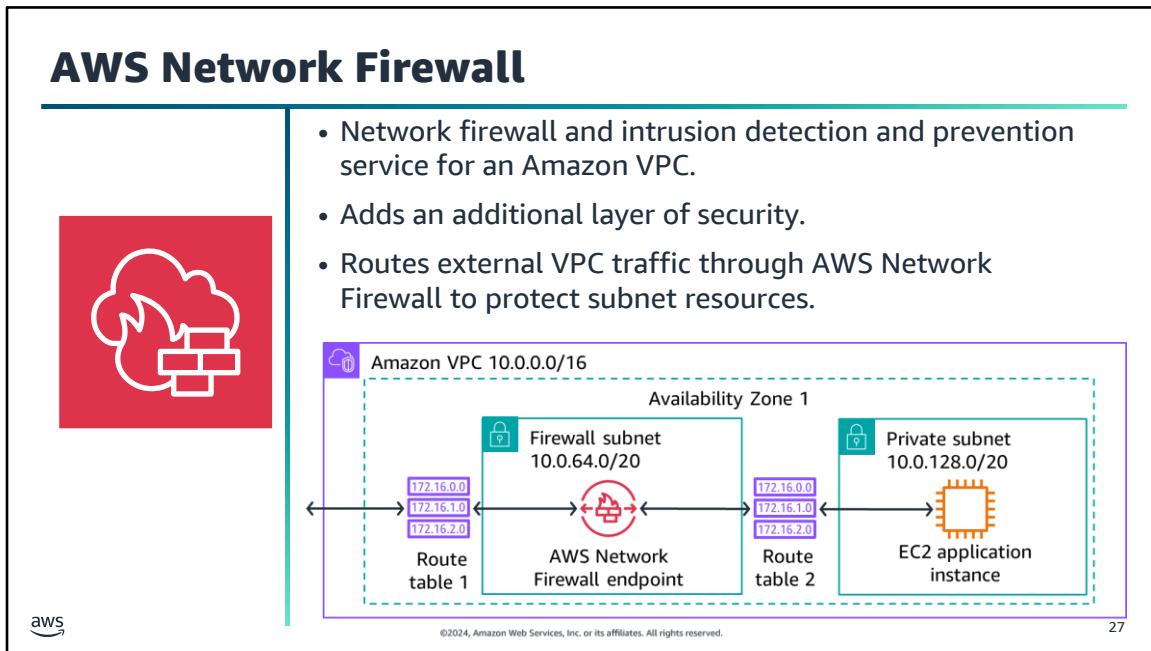 AWS Network Firewall
• Network firewall and intrusion detection and prevention
service for an Amazon VPC.
• Adds an additional layer of security.
• Routes external VPC traffic through AWS Network
Firewall to protect subnet resources.
Amazon VPC 10.0.0.0/16
Availability Zone 1
Firewall subnet
10.0.64.0/20
Private subnet
10.0.128.0/20
172.16.0.0
172.16.1.0
172.16.2.0
172.16.0.0
172.16.1.0
172.16.2.0
Route
table 1
AWS Network
Firewall endpoint
Route
table 2
EC2 application
instance
aws
©2024, Amazon Web Services, Inc. or its affiliates. All rights reserved.
27